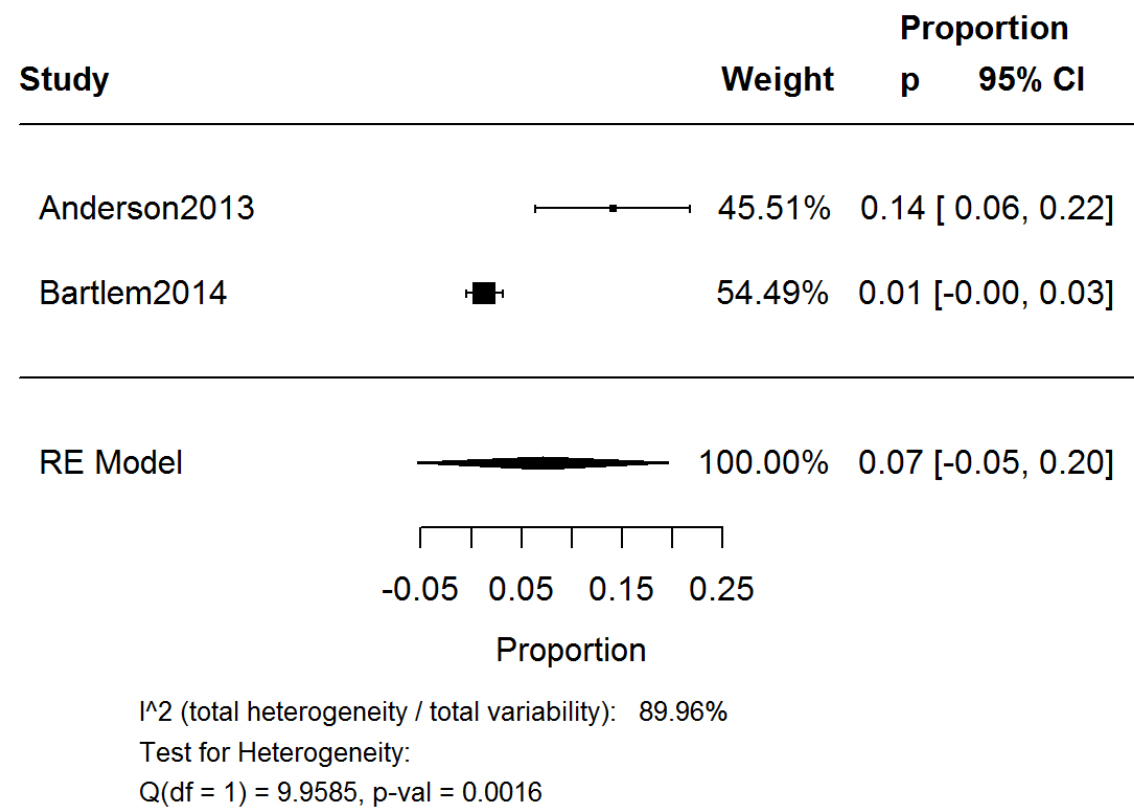 Proportion
Study Weight p 95% CI
Anderson2013 45.51% 0.14 [ 0.06, 0.22]
Bartlem2014 54.49% 0.01 [-0.00, 0.03]
RE Model 100.00% 0.07 [-0.05, 0.20]
-0.05 0.05 0.15 0.25
Proportion
I^2 (total heterogeneity / total variability): 89.96%
Test for Heterogeneity:
Q(df = 1) = 9.9585, p-val = 0.0016